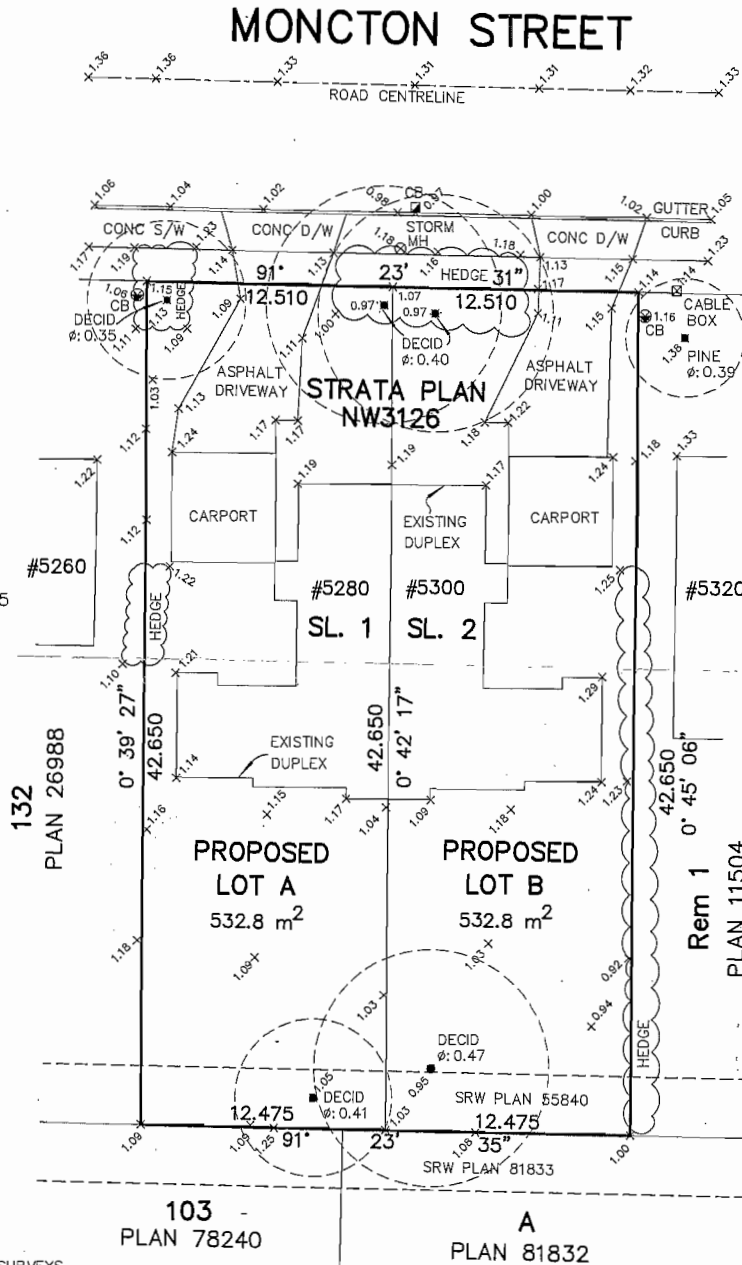 MONCTON STREET
1.36 1.36 1.33 1.31 1.31 1.32 1.33
ROAD CENTRELINE
1.06 1.04 1.02 0.98 CB 0.97 1.00 1.02 GUTTER 1.05
CONC S/W 1.23 CONC D/W 1.18 STORM MH CONC D/W CURB
1.17 1.19 1.14 1.13 1.16 1.18 1.13 1.15 1.23
91° 23' HEDGE 31"
1.06 1.15 1.09 12.510 0.97 1.07 12.510 1.17 1.14 1.14
CB 1.13 HEDGE 1.00 0.97 1.11 1.15 1.16 CABLE BOX
DECID ø: 0.35 1.11 1.09 1.11 DECID ø: 0.40 CB 1.38 PINE ø: 0.39
ASPHALT DRIVEWAY
ASPHALT DRIVEWAY
STRATA PLAN
NW3126
1.03 1.13 1.17 1.17 1.18 1.22
1.12 1.24 1.19 1.19 1.17 1.24 1.18 1.33
1.22 CARPORT EXISTING DUPLEX CARPORT
1.12
#5260 1.22 #5280 #5300 1.25 #5320
5
HEDGE SL. 1 SL. 2
1.10 1.21 1.29
0° 39' 27" 42.650
42.650 0° 42' 17"
42.650 0° 45' 06"
132
PLAN 26988
EXISTING DUPLEX
1.14 1.24 1.23
1.16 1.15 1.17 1.04 1.09 1.18
PROPOSED LOT A
532.8 m²
PROPOSED LOT B
532.8 m²
Rem 1
PLAN 11504
1.18 1.09 1.03 1.03 0.92 0.94
HEDGE
DECID ø: 0.47
1.05 0.95
DECID ø: 0.41
SRW PLAN 55840
12.475 1.03 12.475
1.09 1.09 1.25 91° 23' 1.08 35" 1.00
SRW PLAN 81833
103
PLAN 78240
A
PLAN 81832